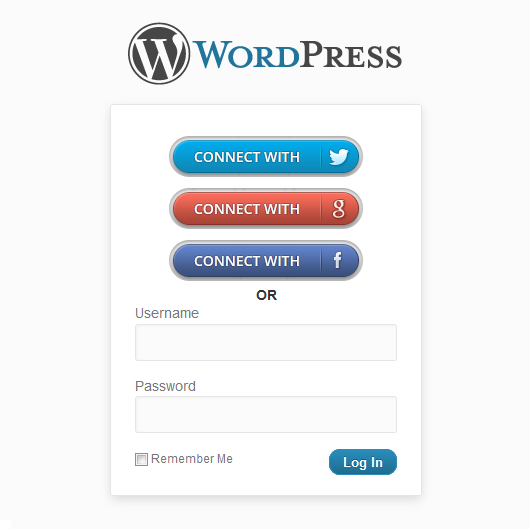 WORDPRESS
CONNECT WITH
CONNECT WITH g
CONNECT WITH f
OR
Username
Password
Remember Me
Log In